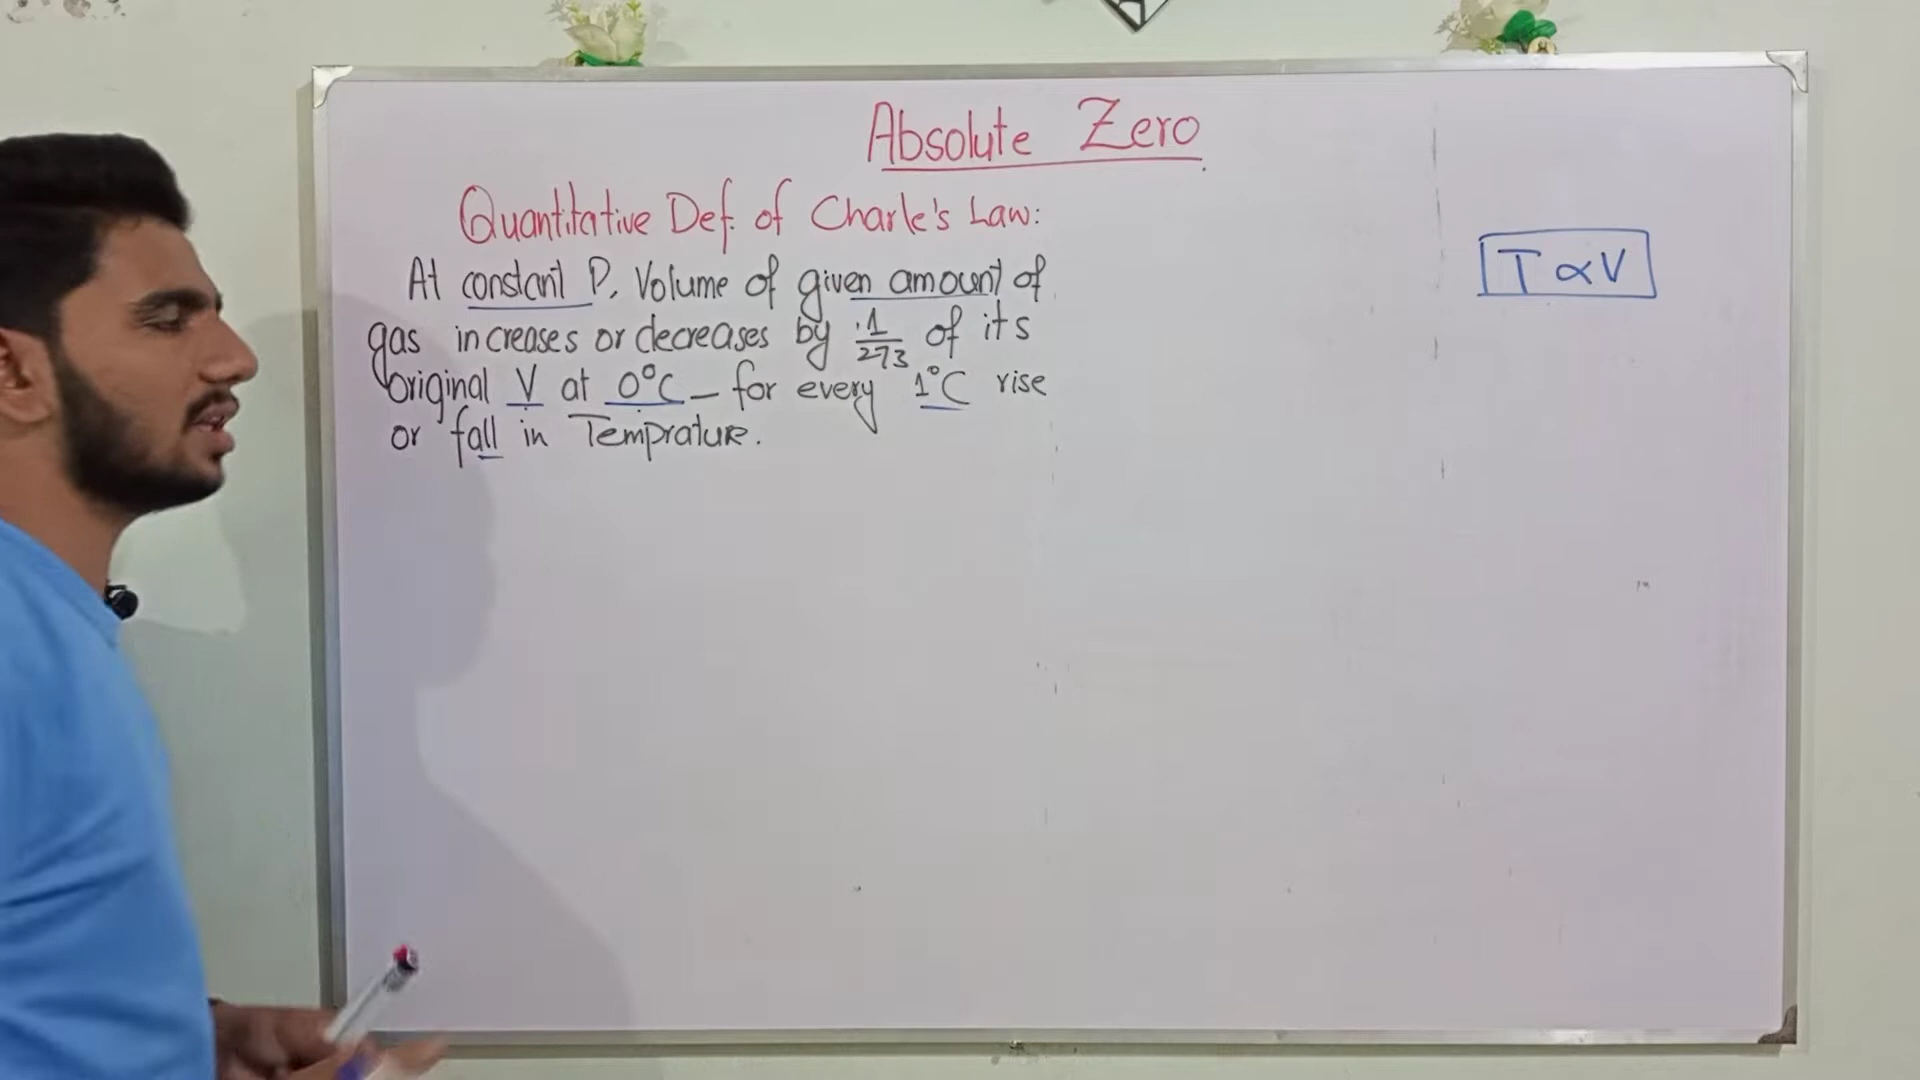 Absolute Zero
Quantitative Def. of Charle's Law:
At constant P, Volume of given amount of
gas increases or decreases by 1/273 of its
original V at 0°C - for every 1°C rise
or fall in Temprature.
T ∝ V